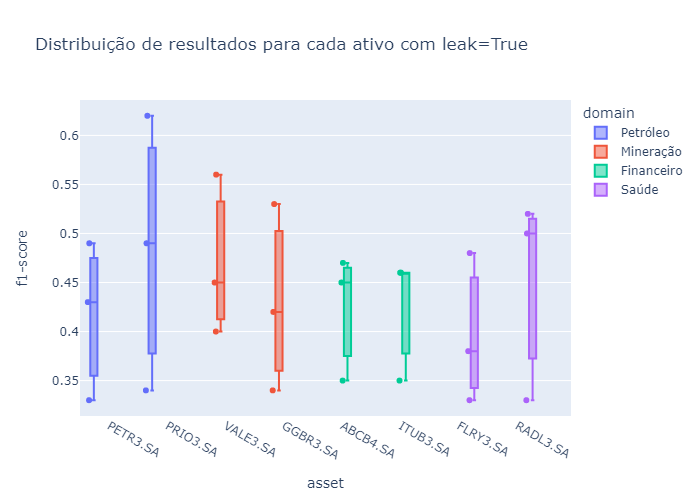 Distribuição de resultados para cada ativo com leak=True
domain
Petróleo
Mineração
Financeiro
Saúde
f1-score
0.6
0.55
0.5
0.45
0.4
0.35
PETR3.SA
PRIO3.SA
VALE3.SA
GGBR3.SA
ABCB4.SA
ITUB3.SA
FLRY3.SA
RADL3.SA
asset